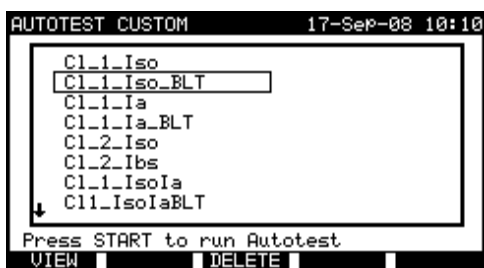 AUTOTEST CUSTOM 17-Sep-08 10:10
Cl_1_Iso
Cl_1_Iso_BLT
Cl_1_Ia
Cl_1_Ia_BLT
Cl_2_Iso
Cl_2_Ibs
Cl_1_IsoIa
Cl1_IsoIaBLT
Press START to run Autotest
VIEW DELETE